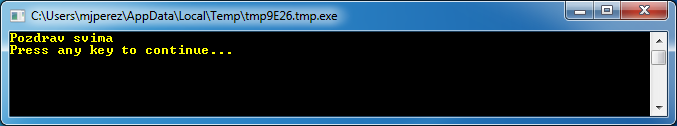 C:\Users\mjperez\AppData\Local\Temp\tmp9E26.tmp.exe
Pozdrav svima
Press any key to continue...